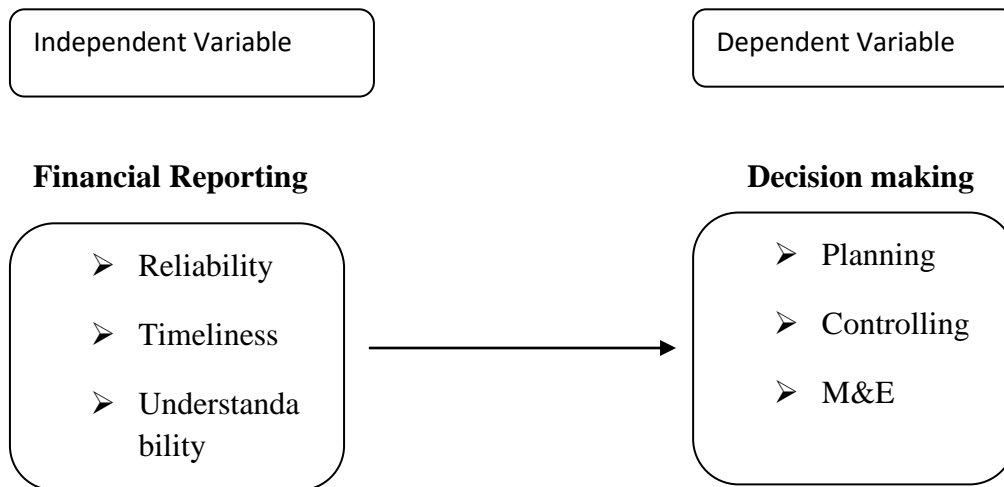 Independent Variable
Dependent Variable
Financial Reporting
Decision making
➢ Reliability
➢ Timeliness
➢ Understanda
bility
➢ Planning
➢ Controlling
➢ M&E